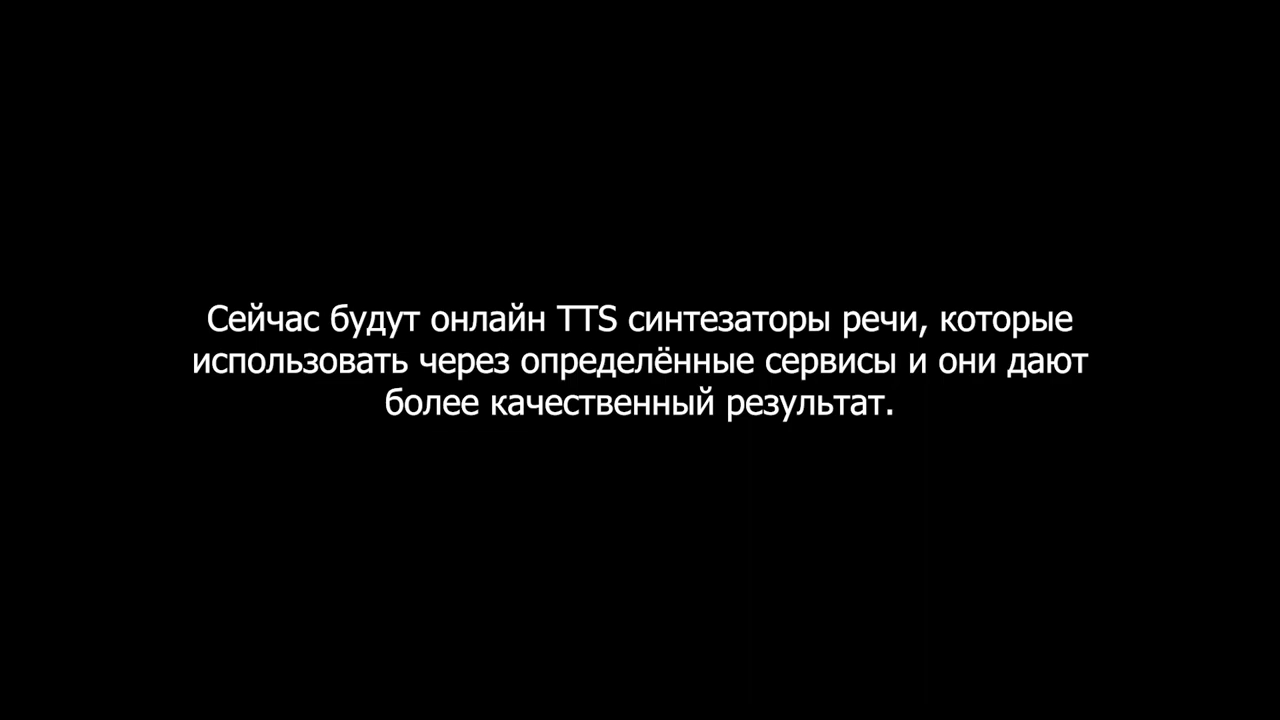 Сейчас будут онлайн TTS синтезаторы речи, которые
использовать через определённые сервисы и они дают
более качественный результат.